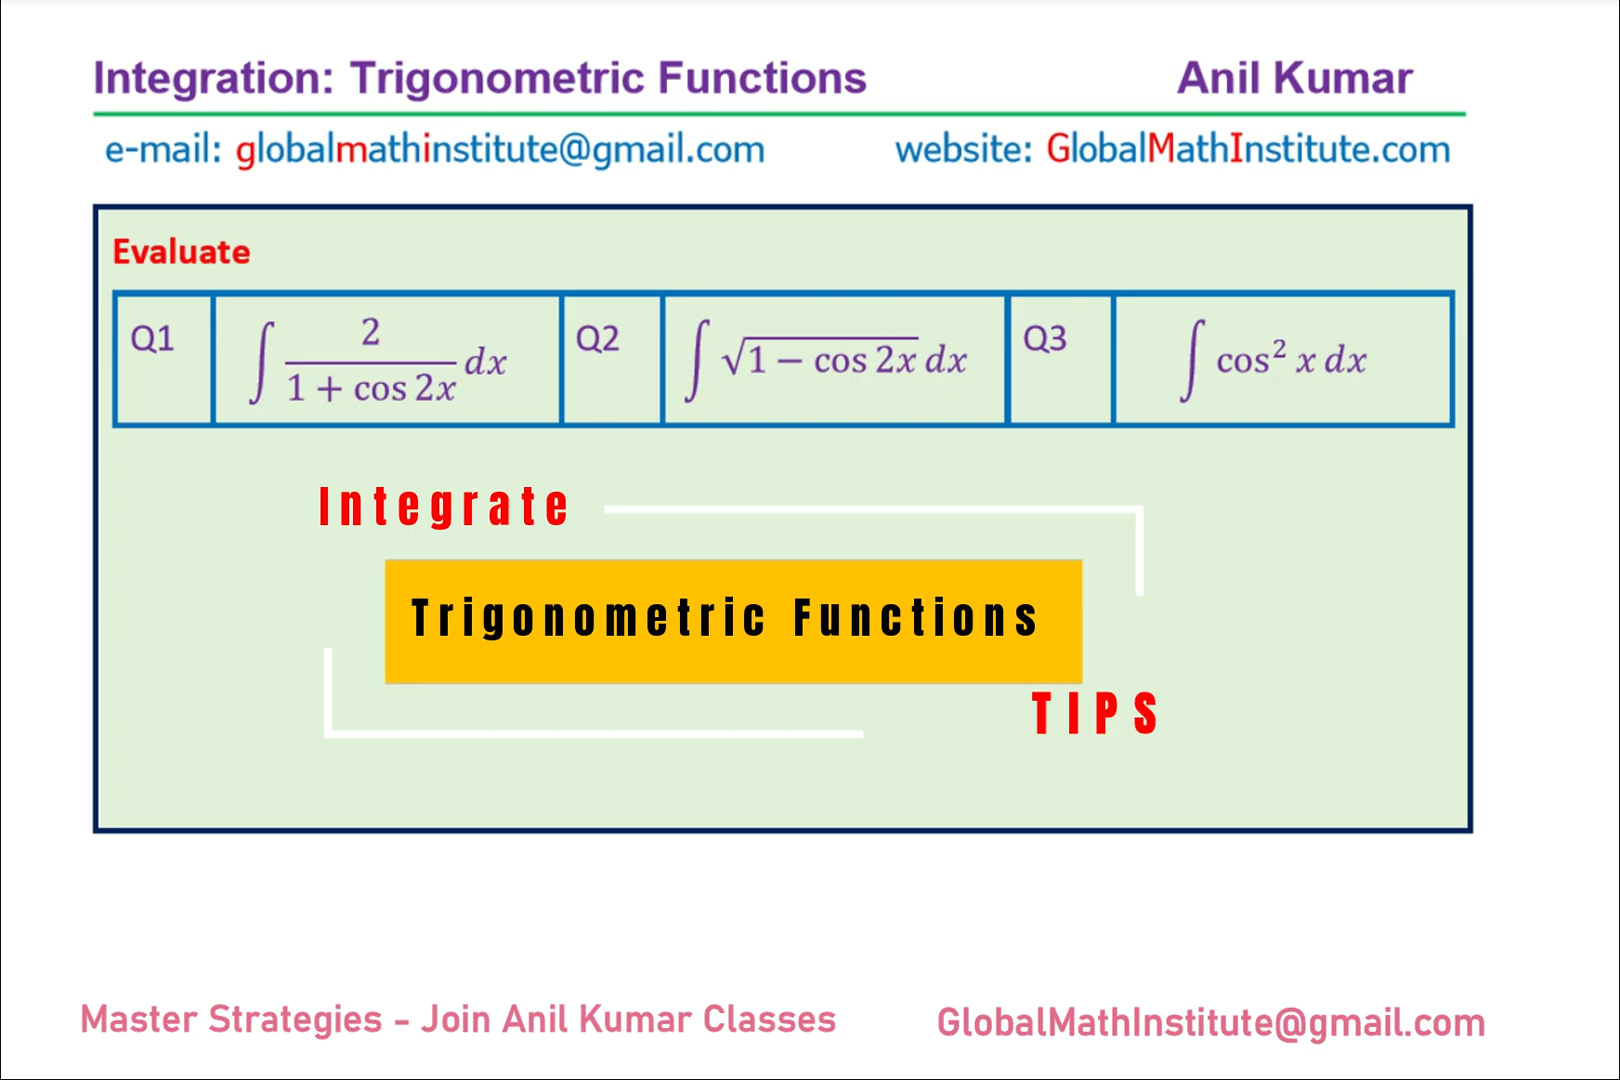 Integration: Trigonometric Functions Anil Kumar
e-mail: globalmathinstitute@gmail.com website: GlobalMathInstitute.com
Evaluate
Q1 ∫ 2/(1 + cos 2x) dx Q2 ∫ √(1 − cos 2x) dx Q3 ∫ cos² x dx
Integrate
Trigonometric Functions
TIPS
Master Strategies - Join Anil Kumar Classes GlobalMathInstitute@gmail.com